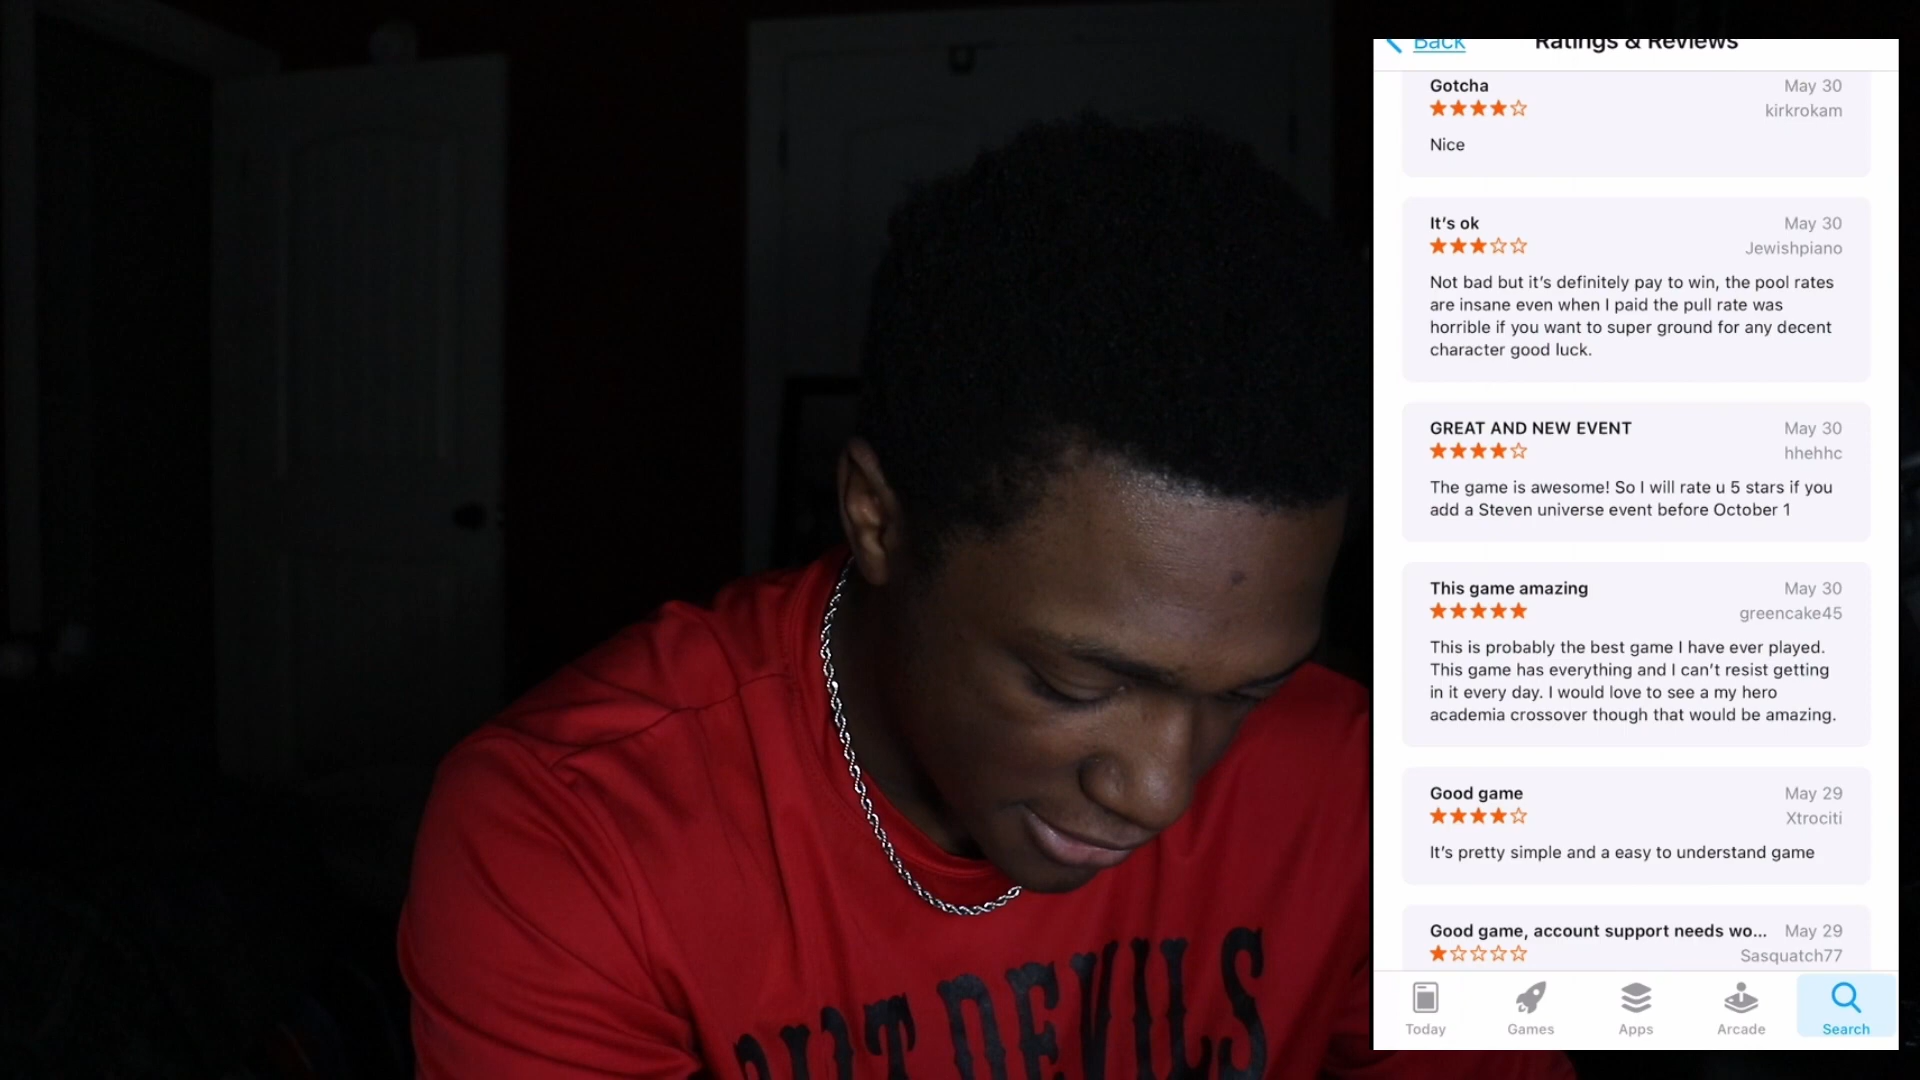 Back
Ratings & Reviews
Gotcha
May 30
kirkrokam
Nice
It's ok
May 30
Jewishpiano
Not bad but it's definitely pay to win, the pool rates
are insane even when I paid the pull rate was
horrible if you want to super ground for any decent
character good luck.
GREAT AND NEW EVENT
May 30
hhehhc
The game is awesome! So I will rate u 5 stars if you
add a Steven universe event before October 1
This game amazing
May 30
greencake45
This is probably the best game I have ever played.
This game has everything and I can't resist getting
in it every day. I would love to see a my hero
academia crossover though that would be amazing.
Good game
May 29
Xtrociti
It's pretty simple and a easy to understand game
Good game, account support needs wo...
May 29
Sasquatch77
Today
Games
Apps
Arcade
Search
DEVILS